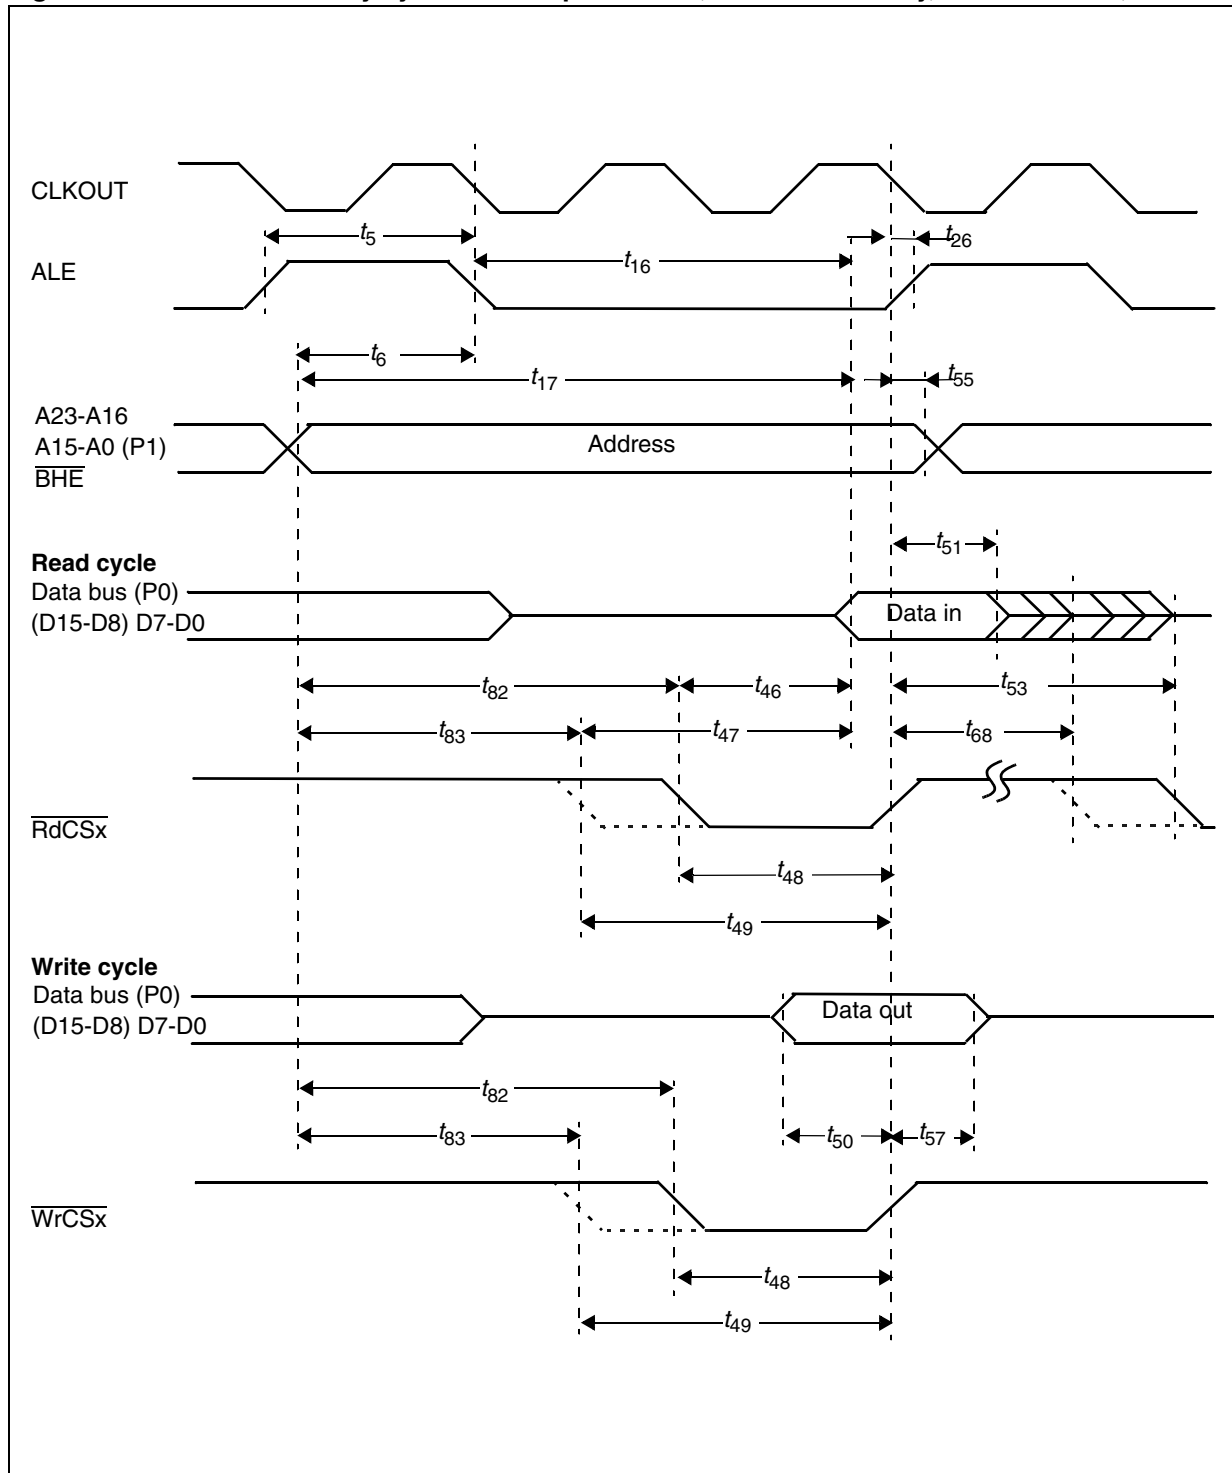 CLKOUT
t5
t26
ALE
t16
t6
t17
t55
A23-A16
A15-A0 (P1)
Address
BHE
t51
Read cycle
Data bus (P0)
Data in
(D15-D8) D7-D0
t82
t46
t53
t83
t47
t68
RdCSx
t48
t49
Write cycle
Data bus (P0)
Data out
(D15-D8) D7-D0
t82
t83
t50
t57
WrCSx
t48
t49